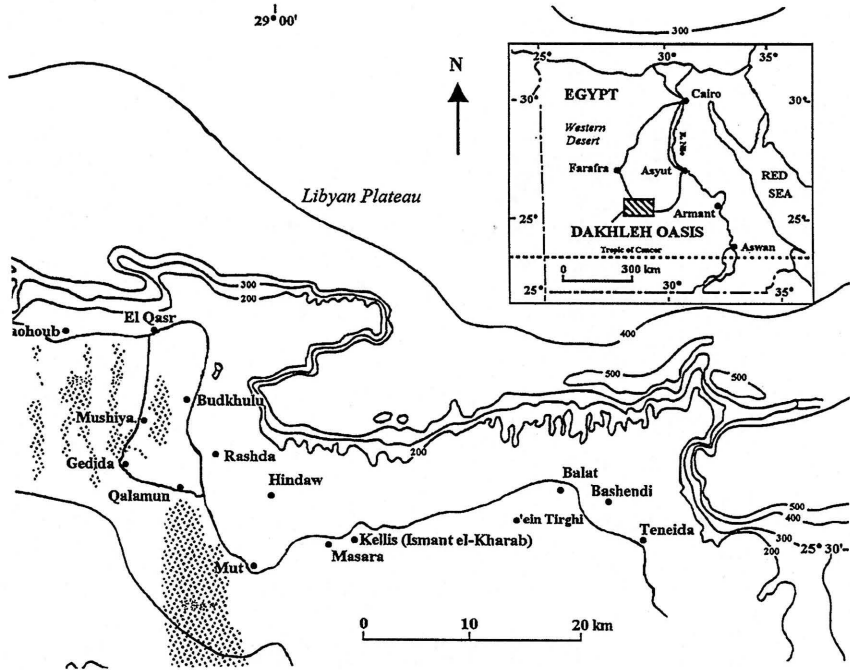 29° 00'
300
N
25°
30°
35°
EGYPT
Cairo
30°
30°
Western
Desert
R. Nile
Farafra
Asyut
RED
SEA
25°
Armant
25°
DAKHLEH OASIS
Aswan
Tropic of Cancer
0 300 km
25°
30°
35°
Libyan Plateau
300
200
400
aohoub
El Qasr
500
500
Budkhulu
Mushiya
200
Gedida
Rashda
Qalamun
Hindaw
Balat
Bashendi
'ein Tirghi
Teneida
500
400
300
200
25° 30'
Kellis (Ismant el-Kharab)
Masara
Mut
0 10 20 km